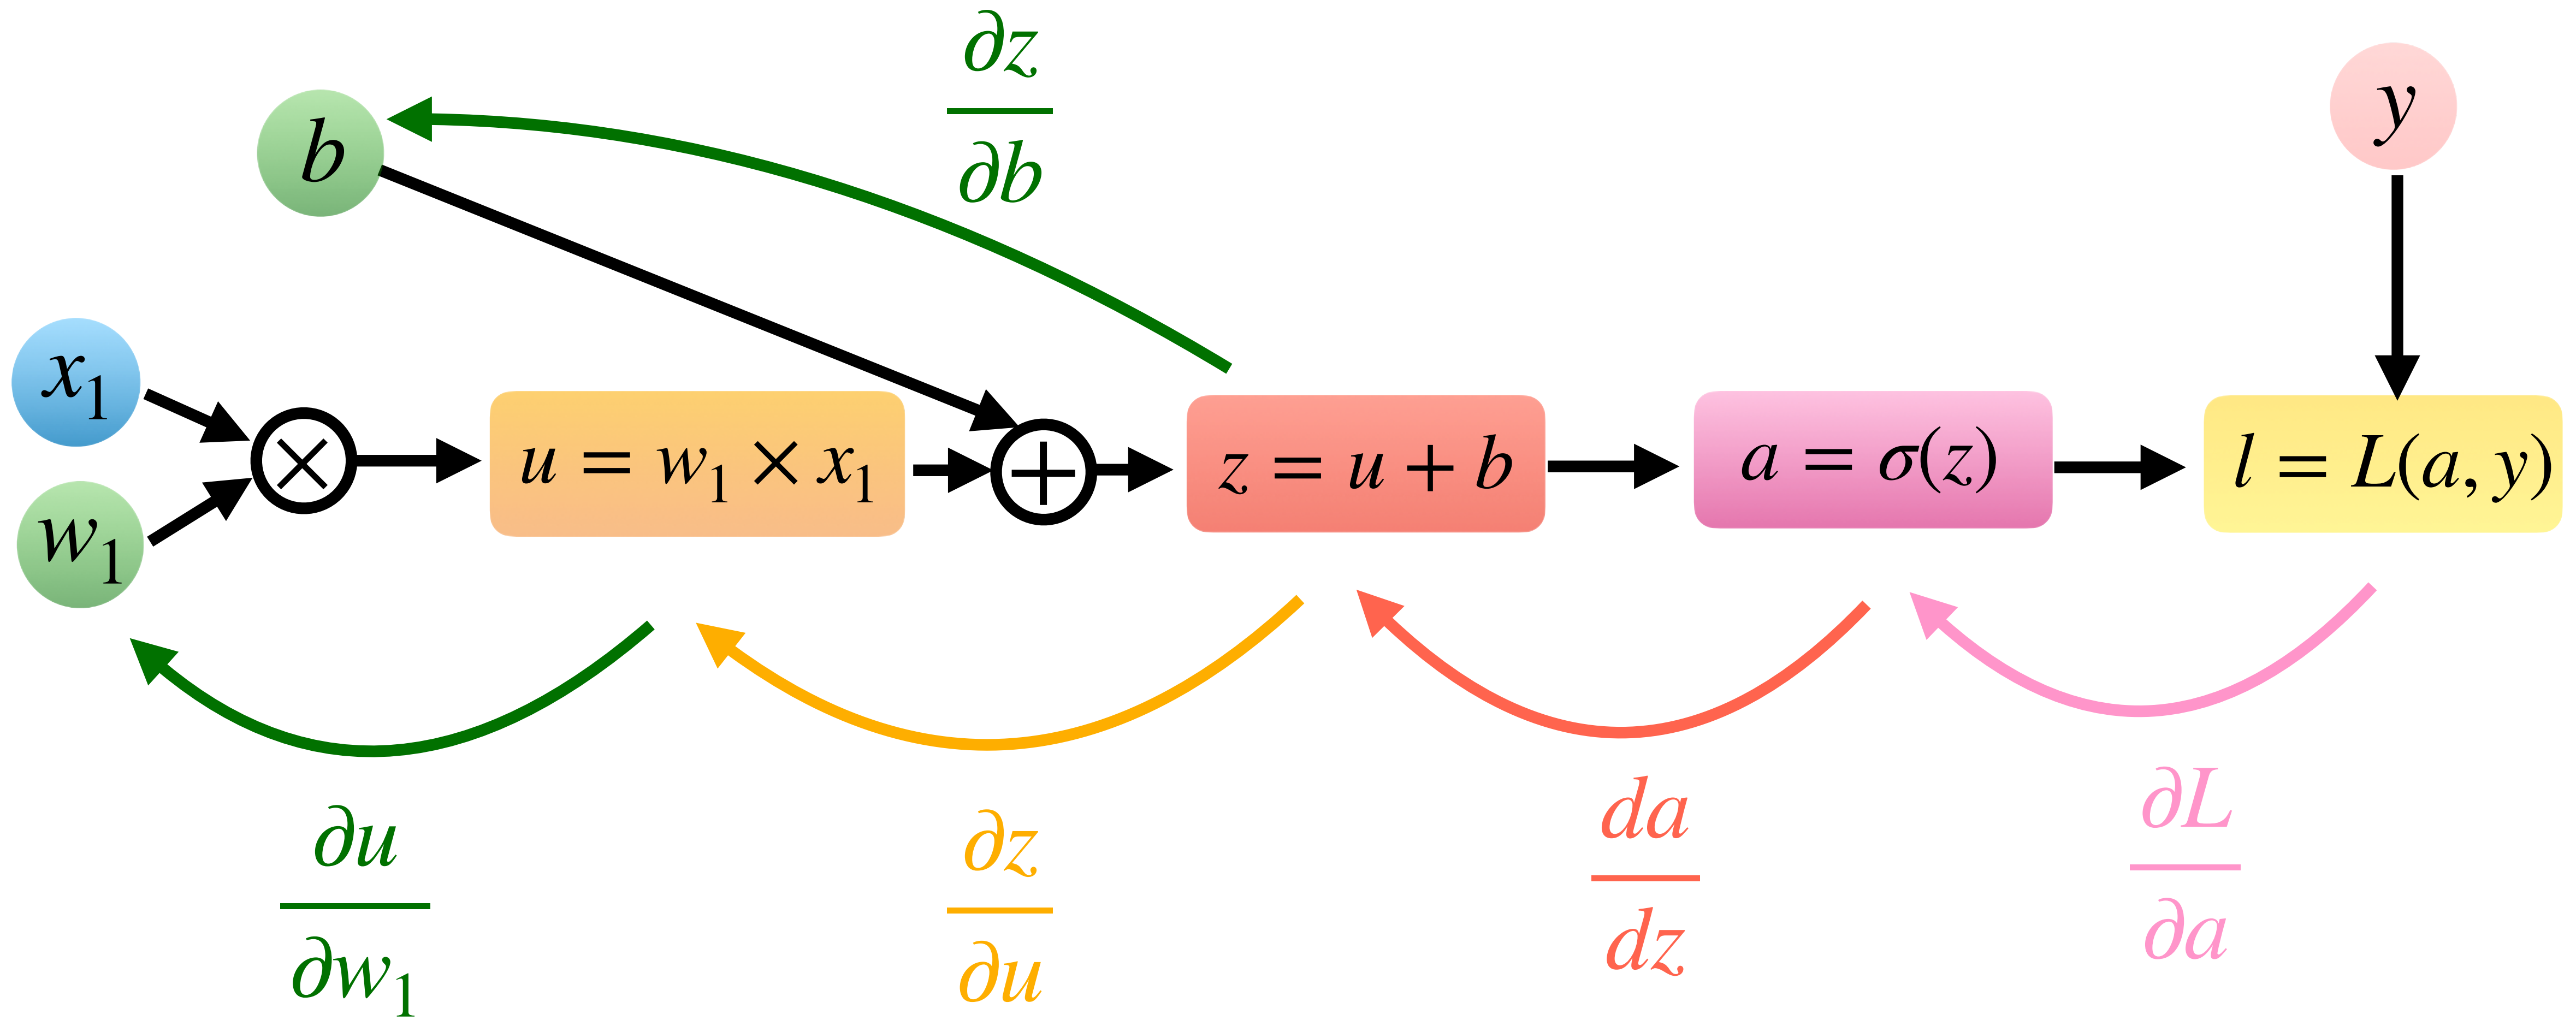 ∂z
∂b
b
y
x₁
w₁
×
u = w₁ × x₁
+
z = u + b
a = σ(z)
l = L(a, y)
∂u
∂w₁
∂z
∂u
da
dz
∂L
∂a